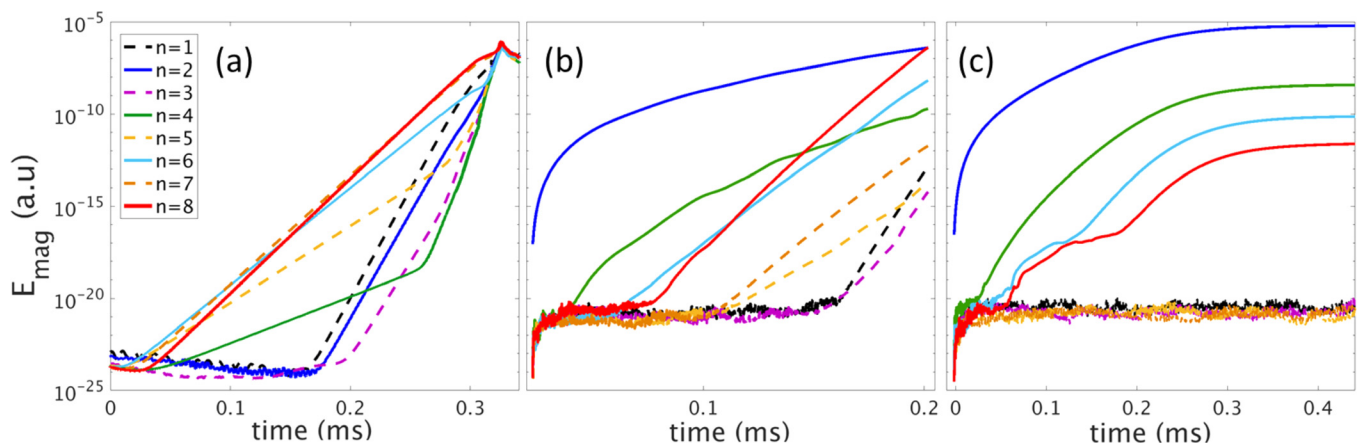 (a) (b) (c)
n=1
n=2
n=3
n=4
n=5
n=6
n=7
n=8
E_mag (a.u)
10^-5
10^-10
10^-15
10^-20
10^-25
0 0.1 0.2 0.3
0.1 0.2
0 0.1 0.2 0.3 0.4
time (ms) time (ms) time (ms)